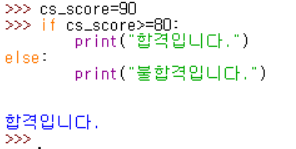 >>> cs_score=90
>>> if cs_score>=80:
        print("합격입니다.")
else:
        print("불합격입니다.")
합격입니다.
>>>